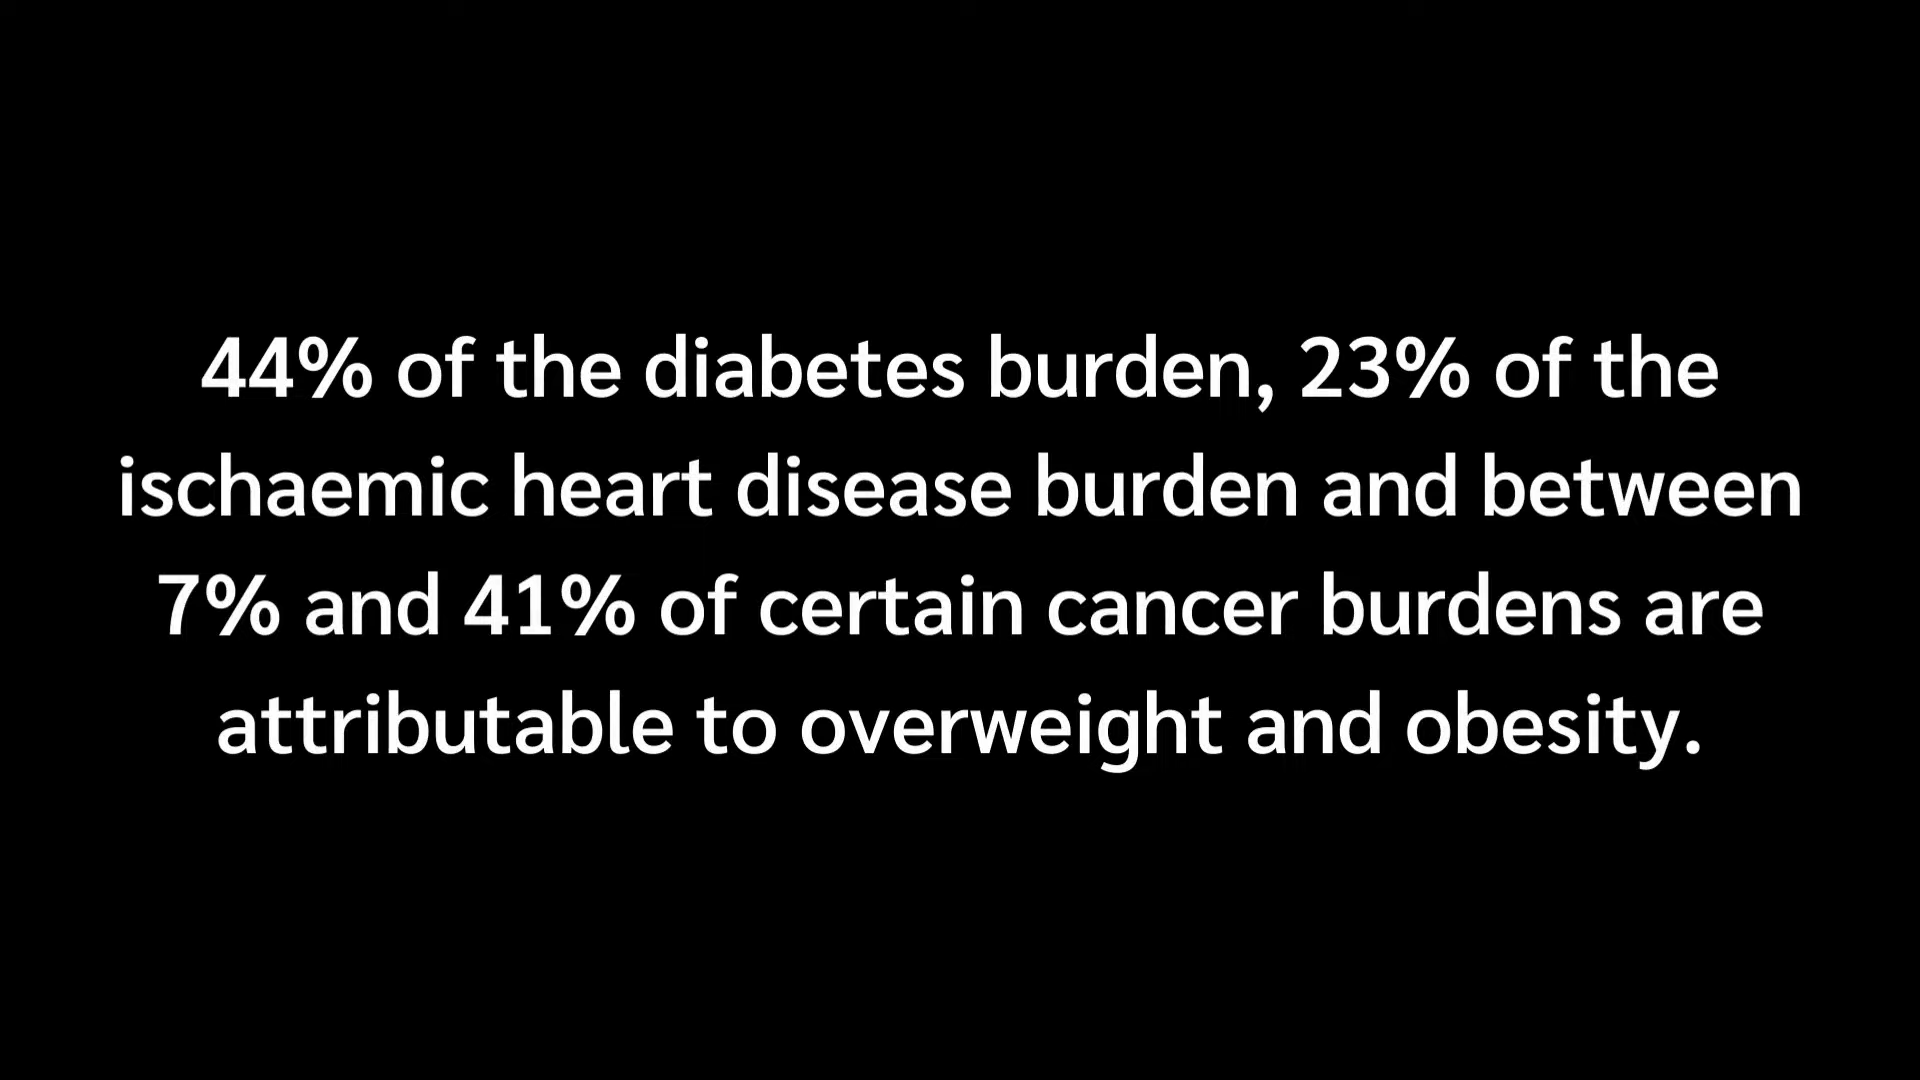 44% of the diabetes burden, 23% of the
ischaemic heart disease burden and between
7% and 41% of certain cancer burdens are
attributable to overweight and obesity.